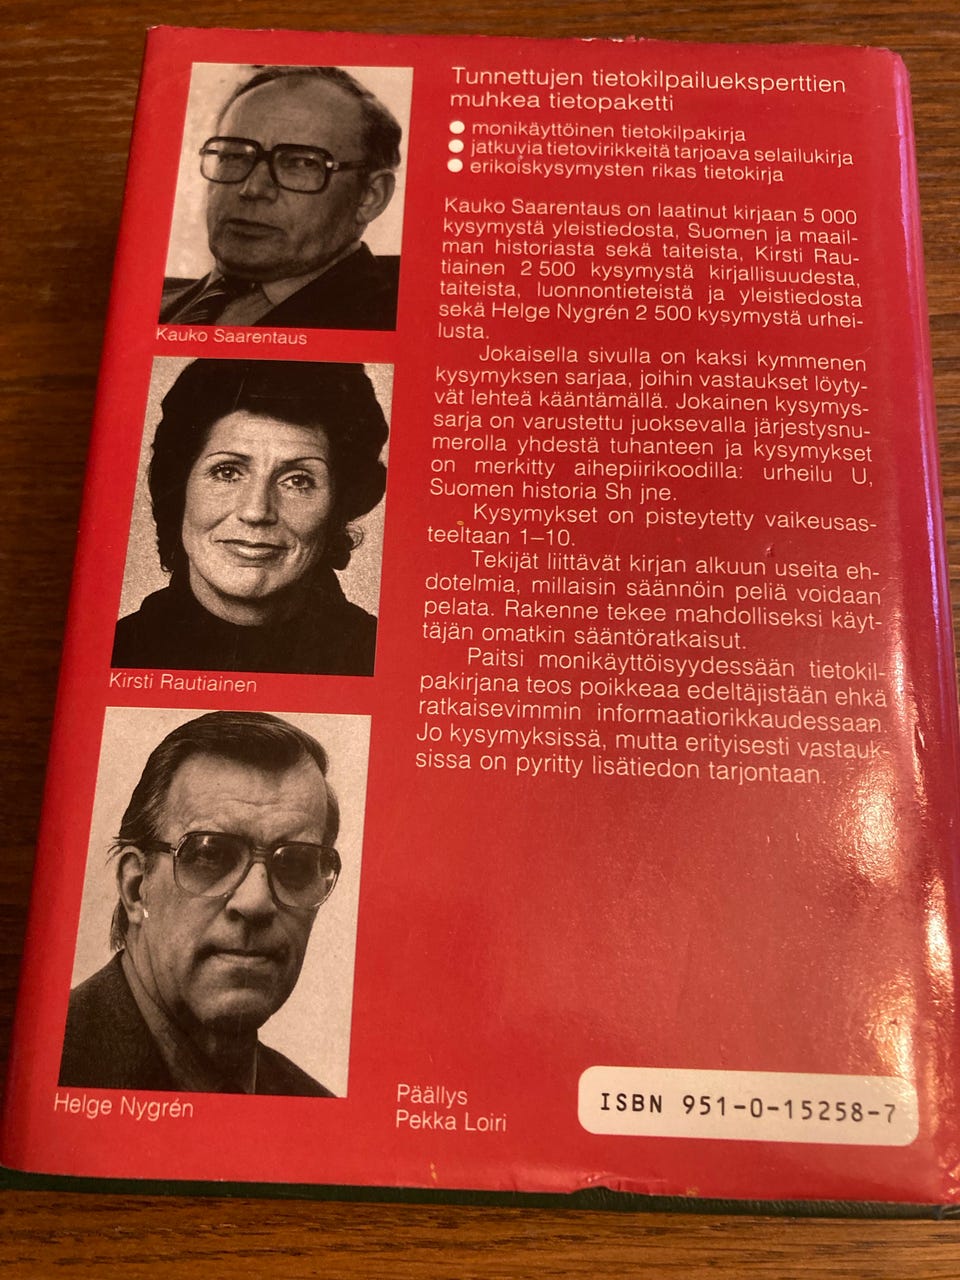 Tunnettujen tietokilpailueksperttien
muhkea tietopaketti
● monikäyttöinen tietokilpakirja
● jatkuvia tietovirikkeitä tarjoava selailukirja
● erikoiskysymysten rikas tietokirja
Kauko Saarentaus on laatinut kirjaan 5 000
kysymystä yleistiedosta, Suomen ja maail-
man historiasta sekä taiteista, Kirsti Rau-
tiainen 2 500 kysymystä kirjallisuudesta,
taiteista, luonnontieteistä ja yleistiedosta
sekä Helge Nygrén 2 500 kysymystä urhei-
lusta.
Jokaisella sivulla on kaksi kymmenen
kysymyksen sarjaa, joihin vastaukset löyty-
vät lehteä kääntämällä. Jokainen kysymys-
sarja on varustettu juoksevalla järjestysnu-
merolla yhdestä tuhanteen ja kysymykset
on merkitty aihepiirikoodilla: urheilu U,
Suomen historia Sh jne.
Kysymykset on pisteytetty vaikeusas-
teeltaan 1–10.
Tekijät liittävät kirjan alkuun useita eh-
dotelmia, millaisin säännöin peliä voidaan
pelata. Rakenne tekee mahdolliseksi käyt-
täjän omatkin sääntöratkaisut.
Paitsi monikäyttöisyydessään tietokil-
pakirjana teos poikkeaa edeltäjistään ehkä
ratkaisevimmin informaatiorikkaudessaan.
Jo kysymyksissä, mutta erityisesti vastauk-
sissa on pyritty lisätiedon tarjontaan.
Kauko Saarentaus
Kirsti Rautiainen
Helge Nygrén
Päällys
Pekka Loiri
ISBN 951-0-15258-7